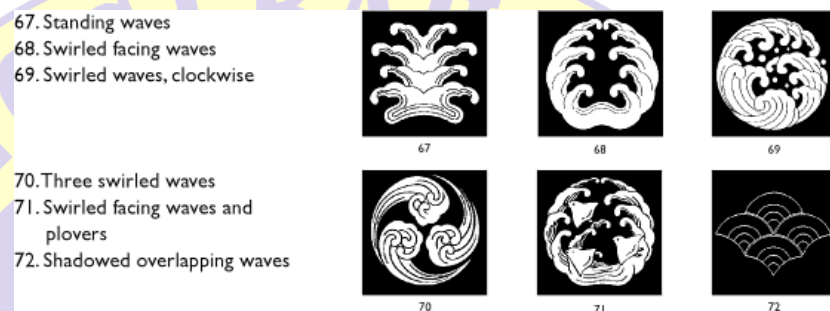 67. Standing waves
68. Swirled facing waves
69. Swirled waves, clockwise
67
68
69
70. Three swirled waves
71. Swirled facing waves and
plovers
72. Shadowed overlapping waves
70
71
72